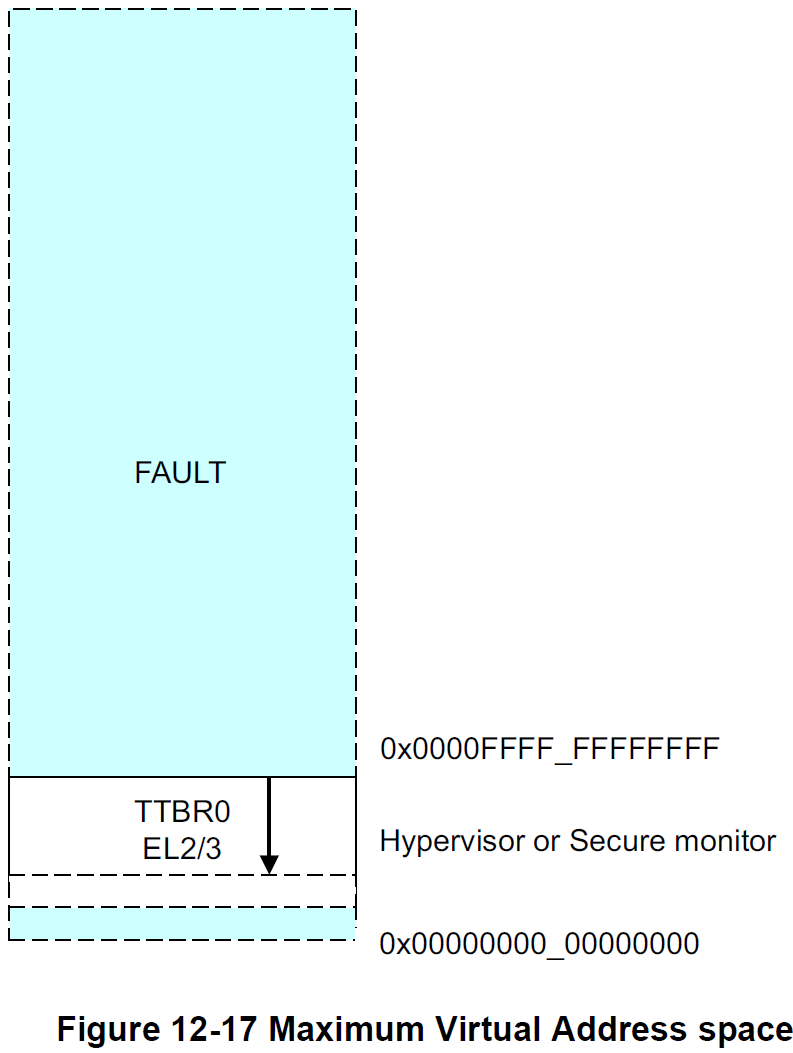 FAULT
0x0000FFFF_FFFFFFFF
TTBR0
EL2/3
Hypervisor or Secure monitor
0x00000000_00000000
Figure 12-17 Maximum Virtual Address space